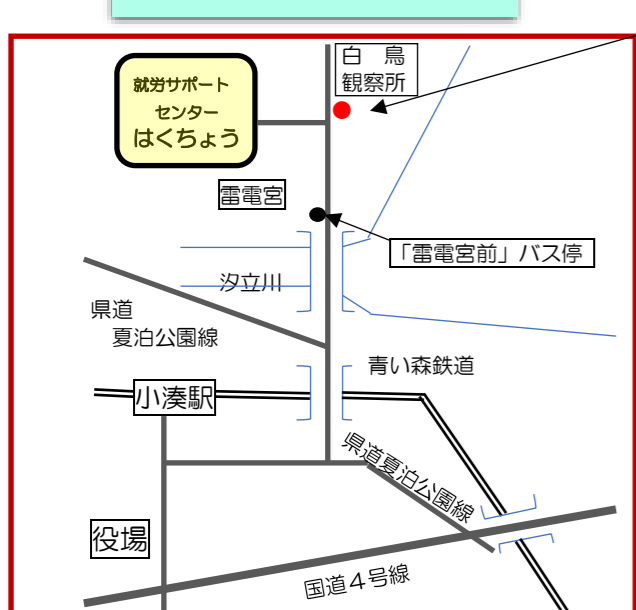 白 鳥
観察所
就労サポート
センター
はくちょう
雷電宮
「雷電宮前」バス停
汐立川
県道
夏泊公園線
青い森鉄道
小湊駅
県道夏泊公園線
役場
国道４号線